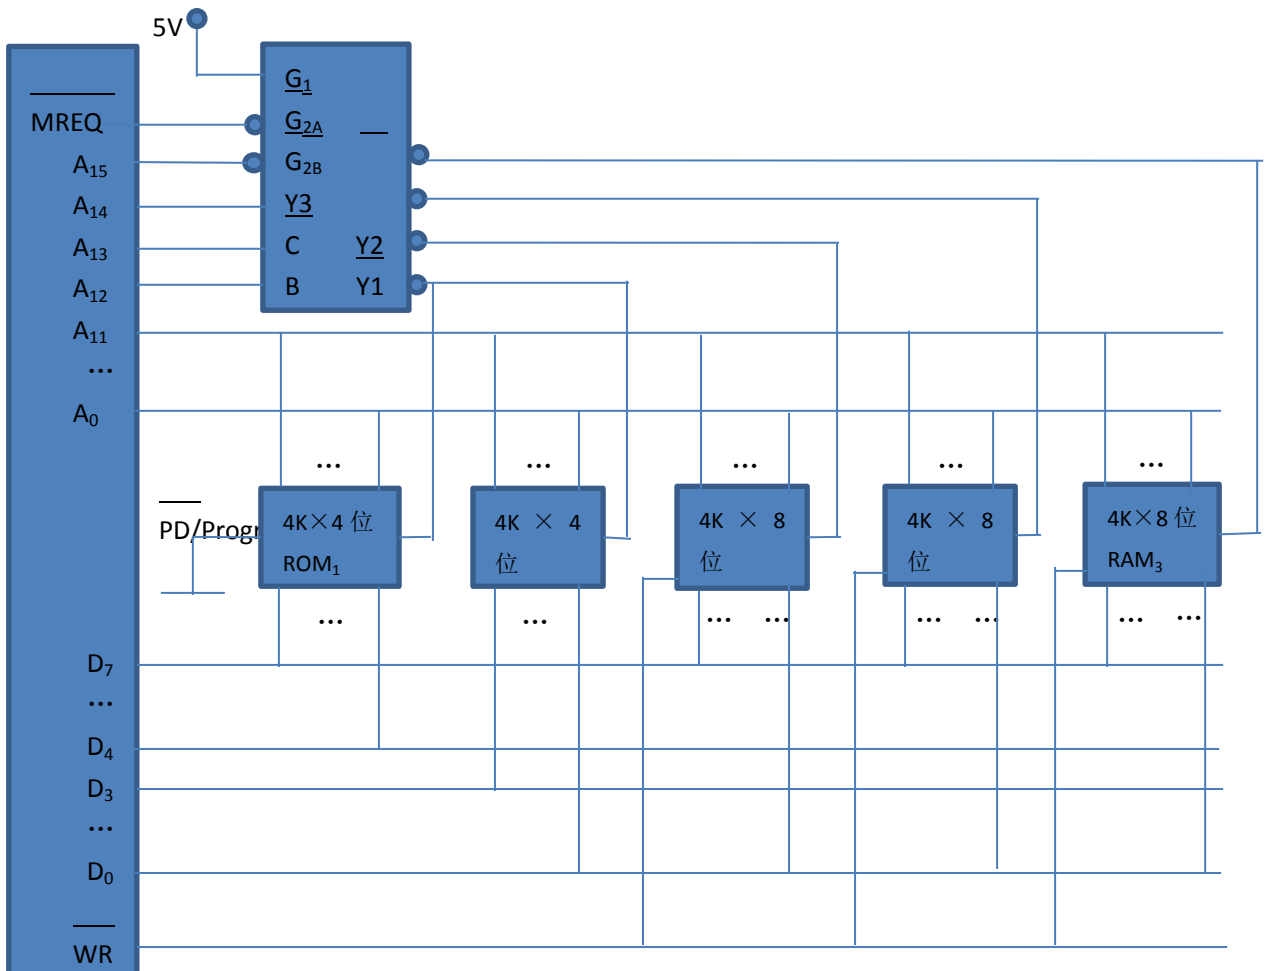 5V
G1
MREQ
G2A
A15
G2B
A14
Y3
A13
C
Y2
A12
B
Y1
A11
...
A0
...
...
...
...
...
PD/Progr
4K×4 位
ROM1
4K × 4
位
4K × 8
位
4K × 8
位
4K×8 位
RAM3
...
...
... ...
... ...
... ...
D7
...
D4
D3
...
D0
WR